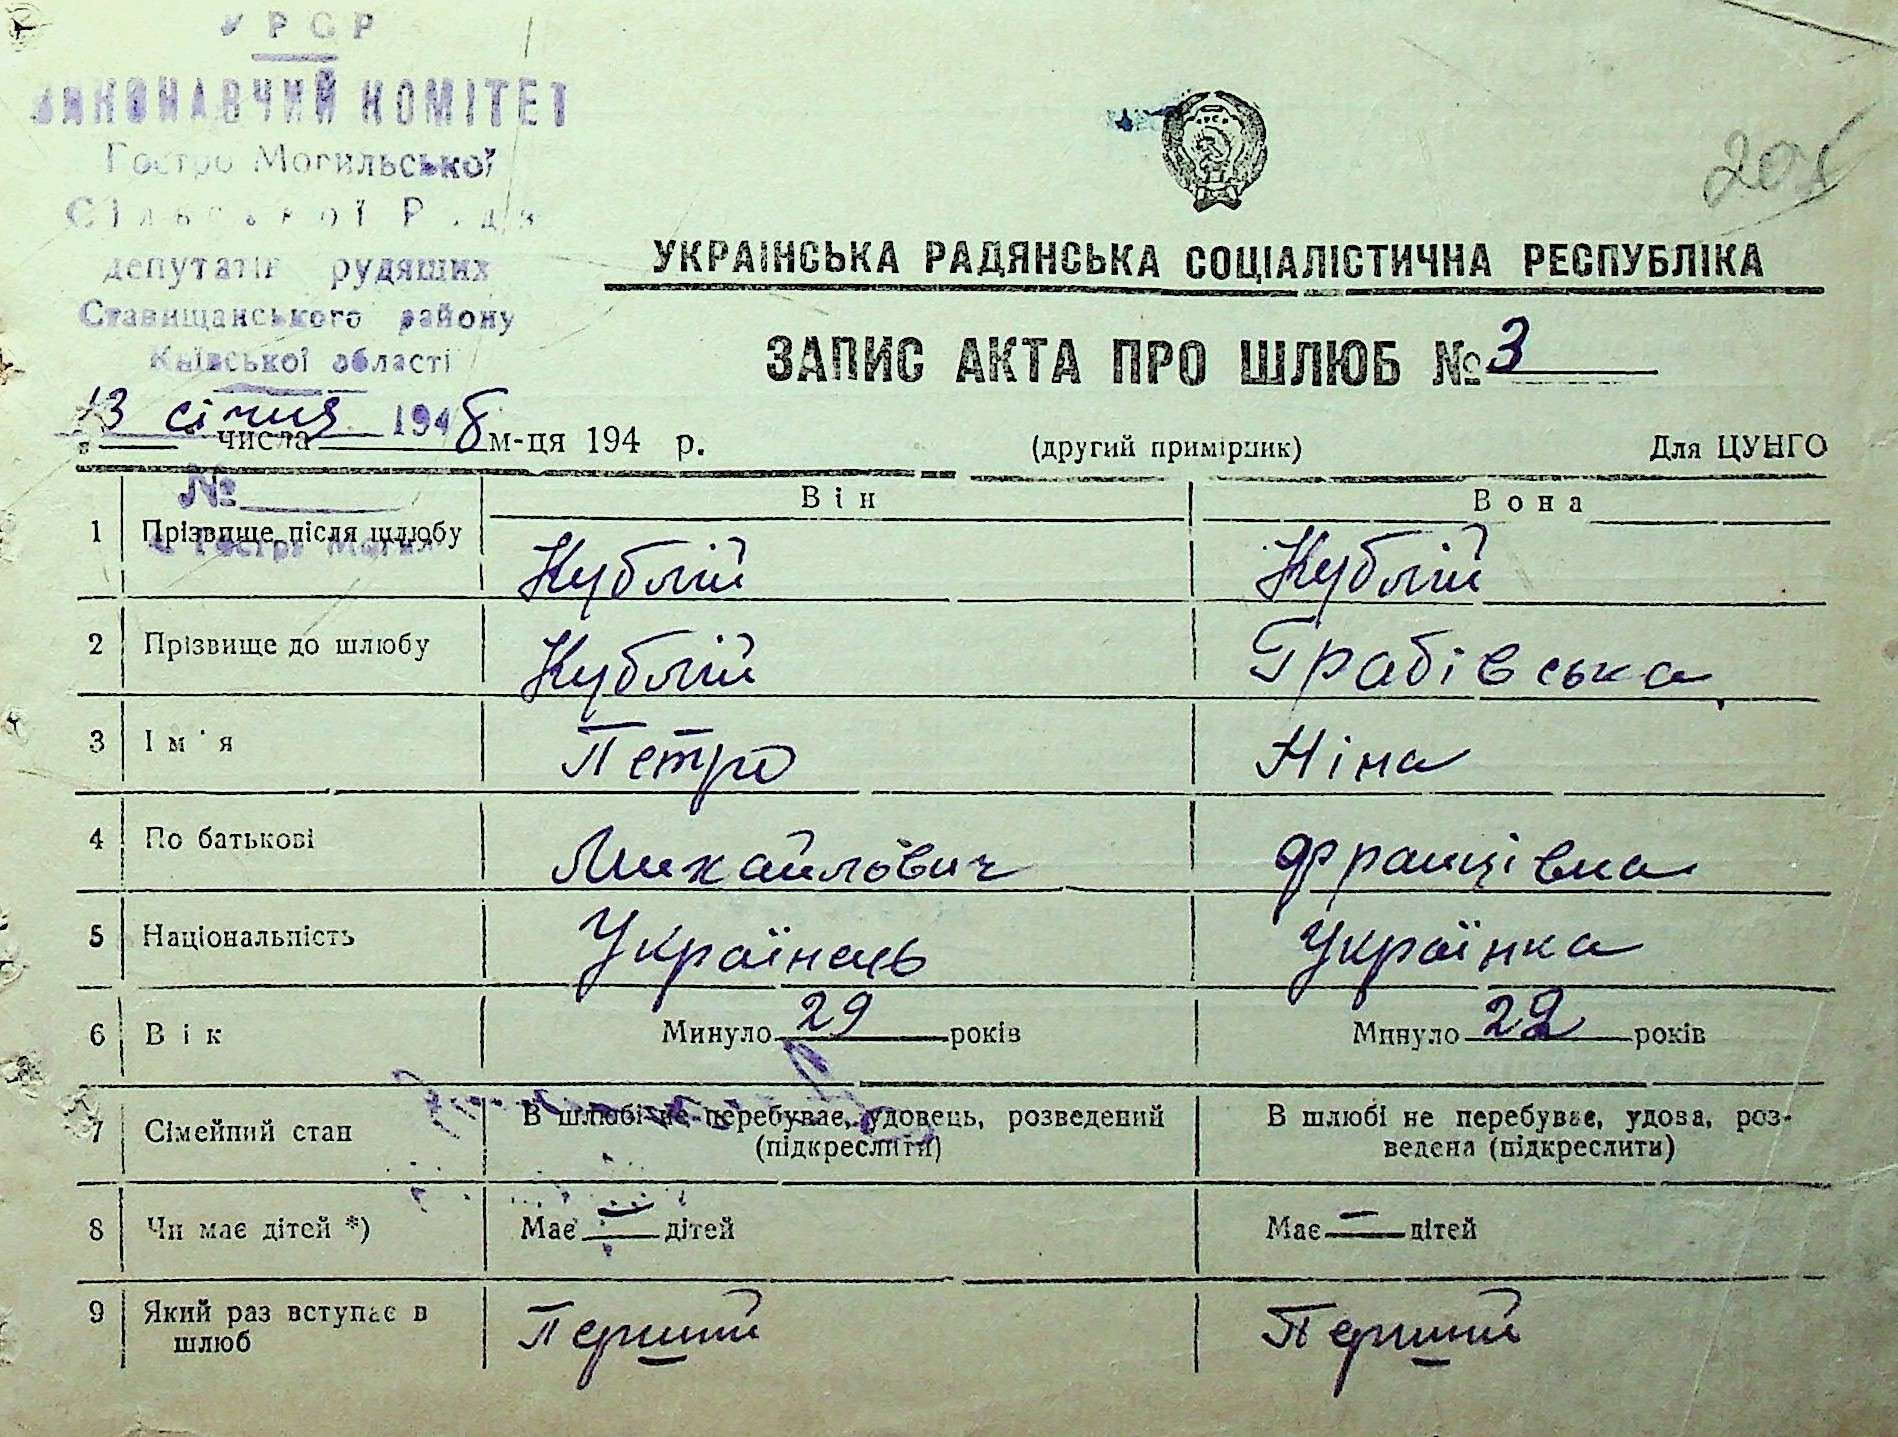 УРСР
ВИКОНАВЧИЙ КОМІТЕТ
Гостро Могильської
Сільської Ради
депутатів трудящих
Ставищанського району
Київської області
13 січня 1948
№
с. Гостра Могила
205
УКРАЇНСЬКА РАДЯНСЬКА СОЦІАЛІСТИЧНА РЕСПУБЛІКА
ЗАПИС АКТА ПРО ШЛЮБ № 3
числа м-ця 194 р. (другий примірник) Для ЦУНГО
Він Вона
1 Прізвище після шлюбу Кублій Кублій
2 Прізвище до шлюбу Кублій Грабівська
3 Ім'я Петро Ніна
4 По батькові Михайлович Францівна
5 Національність Українець Українка
6 Вік Минуло 29 років Минуло 22 років
7 Сімейний стан В шлюбі не перебуває, удовець, розведений В шлюбі не перебуває, удова, роз-
(підкреслити) ведена (підкреслити)
8 Чи має дітей *) Має — дітей Має — дітей
9 Який раз вступає в Перший Перший
шлюб